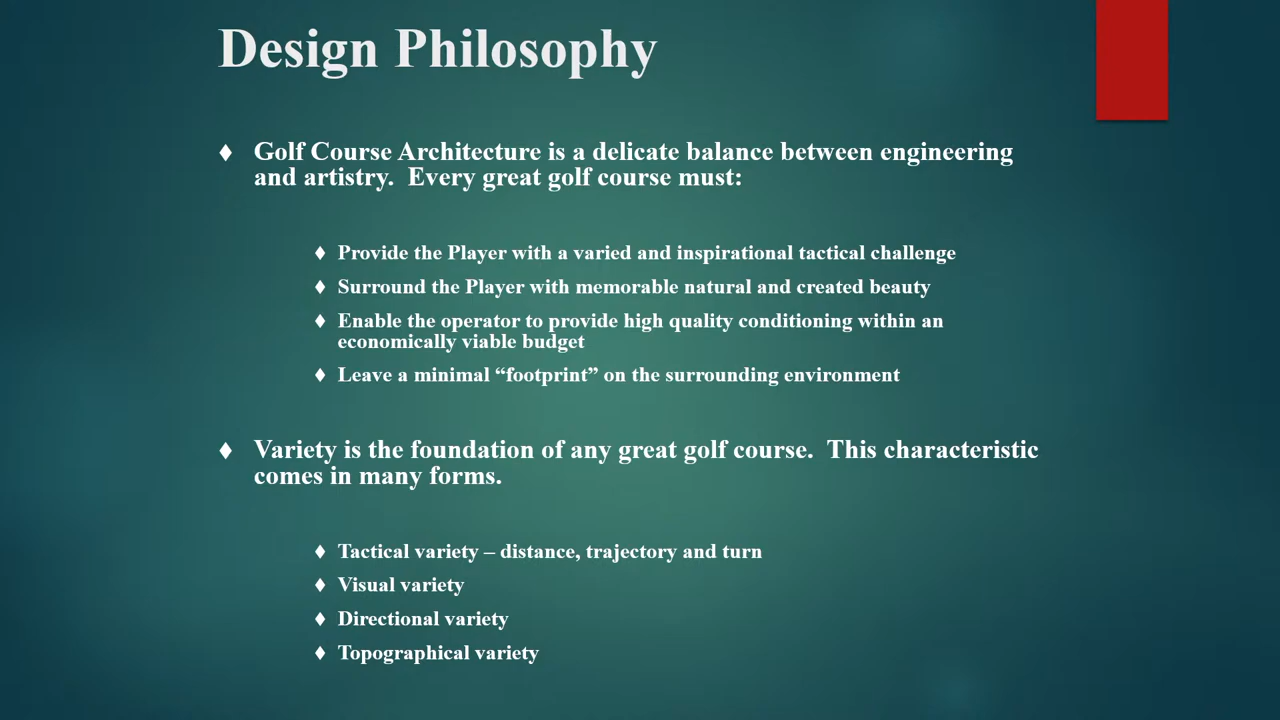 Design Philosophy
♦ Golf Course Architecture is a delicate balance between engineering
and artistry.  Every great golf course must:
♦ Provide the Player with a varied and inspirational tactical challenge
♦ Surround the Player with memorable natural and created beauty
♦ Enable the operator to provide high quality conditioning within an
economically viable budget
♦ Leave a minimal “footprint” on the surrounding environment
♦ Variety is the foundation of any great golf course.  This characteristic
comes in many forms.
♦ Tactical variety – distance, trajectory and turn
♦ Visual variety
♦ Directional variety
♦ Topographical variety